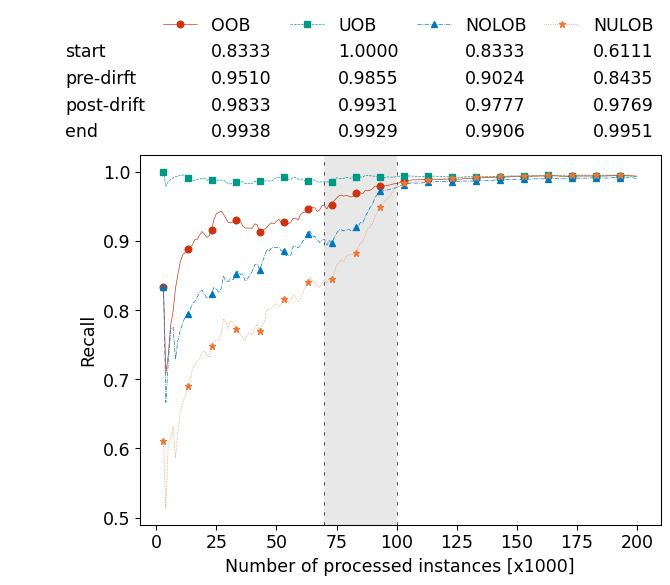 OOB UOB NOLOB NULOB
start 0.8333 1.0000 0.8333 0.6111
pre-dirft 0.9510 0.9855 0.9024 0.8435
post-drift 0.9833 0.9931 0.9777 0.9769
end 0.9938 0.9929 0.9906 0.9951
1.0
0.9
0.8
0.7
0.6
0.5
Recall
0 25 50 75 100 125 150 175 200
Number of processed instances [x1000]